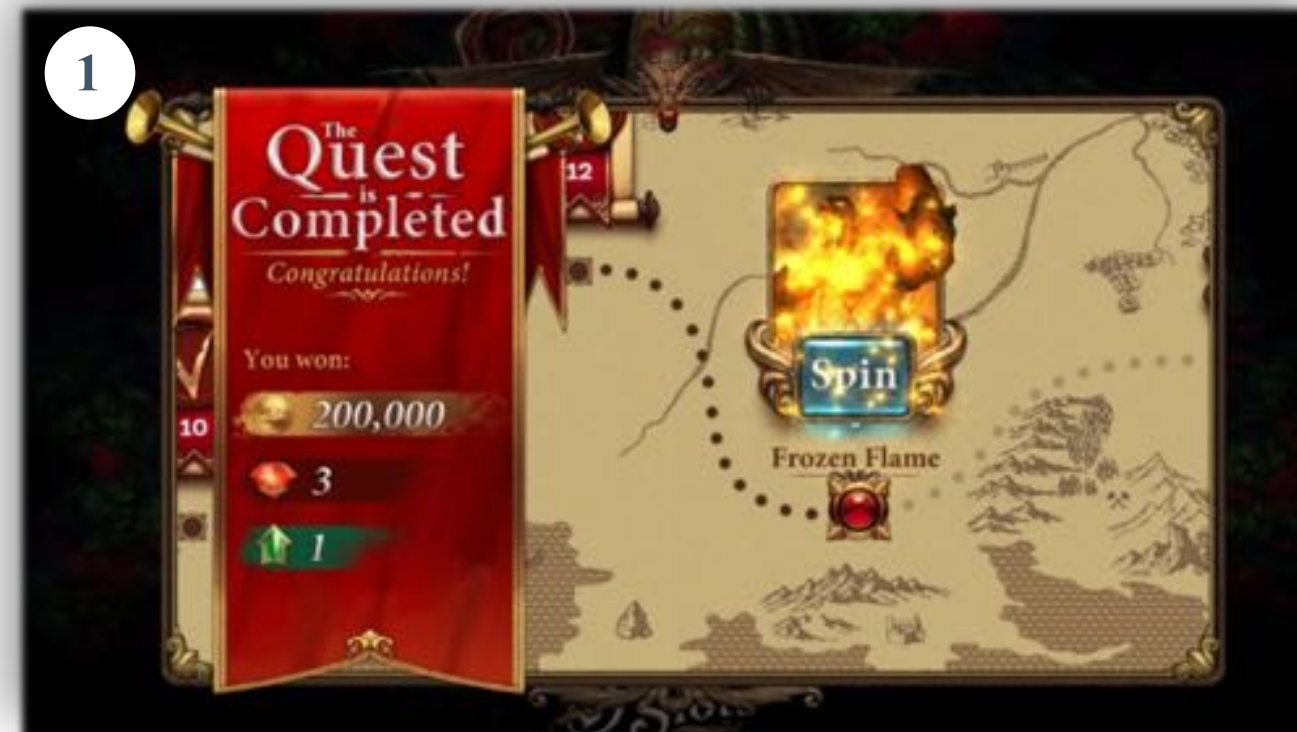 1
The
Quest
is
Completed
Congratulations!
You won:
200,000
3
1
10
12
Spin
Frozen Flame